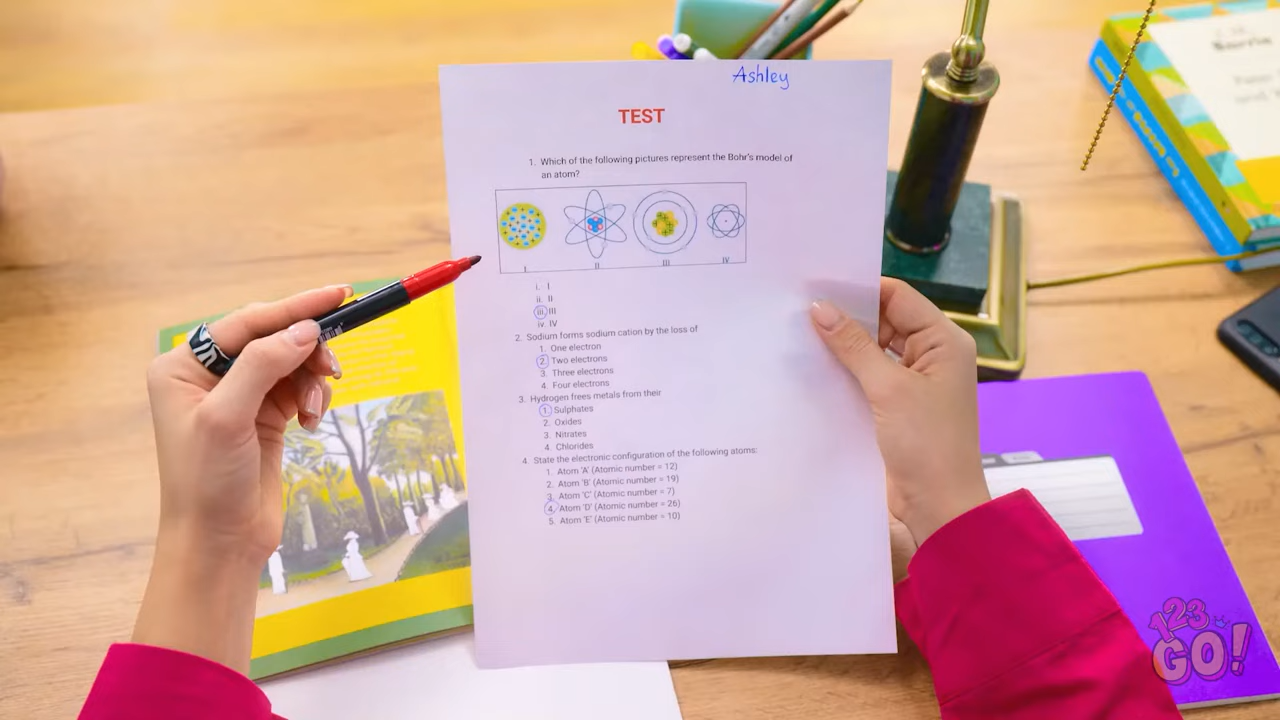 Ashley
TEST
1. Which of the following pictures represent the Bohr's model of
an atom?
I II III IV
i. I
ii. II
iii. III
iv. IV
2. Sodium forms sodium cation by the loss of
1. One electron
2. Two electrons
3. Three electrons
4. Four electrons
3. Hydrogen frees metals from their
1. Sulphates
2. Oxides
3. Nitrates
4. Chlorides
4. State the electronic configuration of the following atoms:
1. Atom 'A' (Atomic number = 12)
2. Atom 'B' (Atomic number = 19)
3. Atom 'C' (Atomic number = 7)
4. Atom 'D' (Atomic number = 26)
5. Atom 'E' (Atomic number = 10)
123
GO!